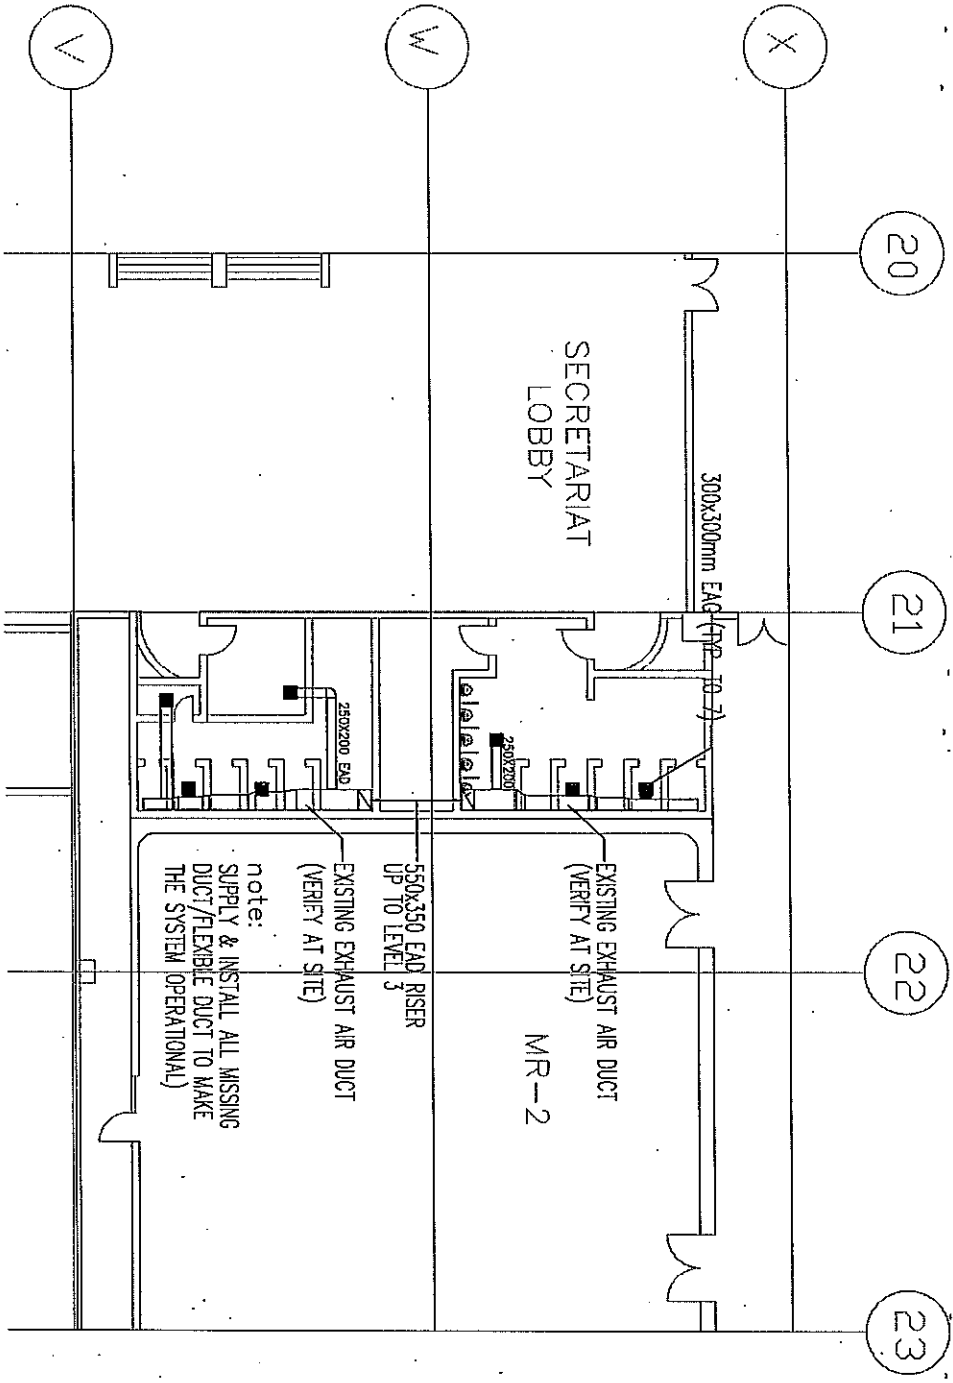 V
W
X
20
21
22
23
SECRETARIAT
LOBBY
300x300mm EAG (TYP TO 7)
250X200 EAD
250X200
EXISTING EXHAUST AIR DUCT
(VERIFY AT SITE)
550x350 EAD RISER
UP TO LEVEL 3
EXISTING EXHAUST AIR DUCT
(VERIFY AT SITE)
note:
SUPPLY & INSTALL ALL MISSING
DUCT/FLEXIBLE DUCT TO MAKE
THE SYSTEM OPERATIONAL)
MR-2